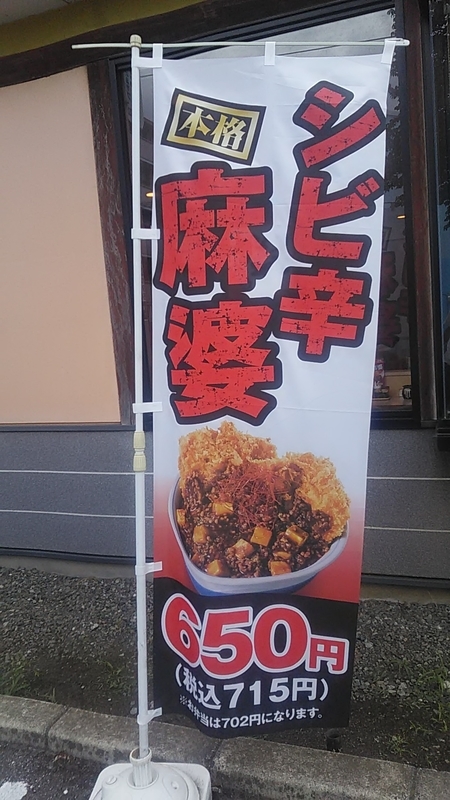 シビ辛
本格
麻婆
650円
(税込715円)
※お弁当は702円になります。